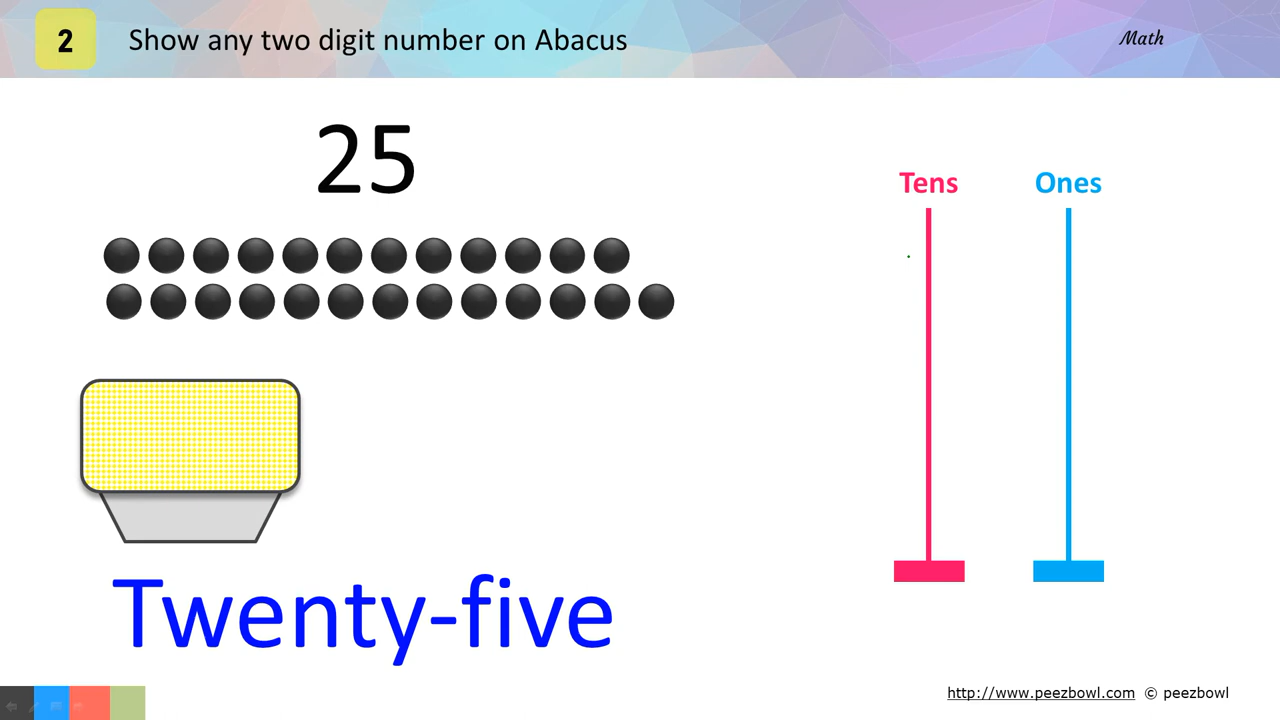 2
Show any two digit number on Abacus
Math
25
Tens
Ones
Twenty-five
http://www.peezbowl.com © peezbowl